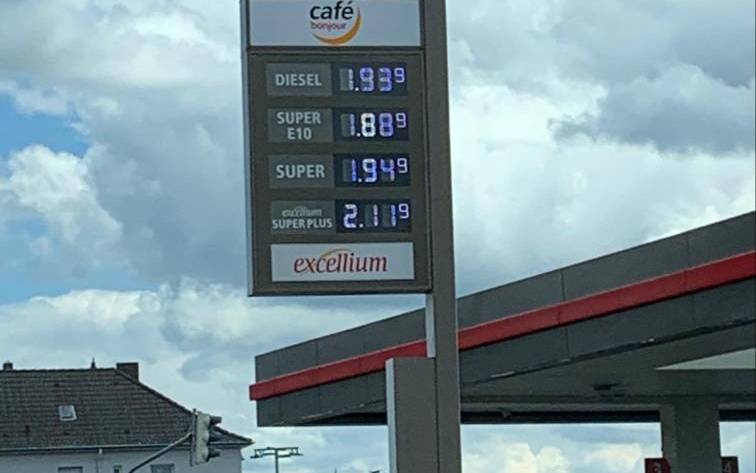 café
bonjour
DIESEL 1.939
SUPER
E10 1.889
SUPER 1.949
excellium
SUPER PLUS 2.119
excellium